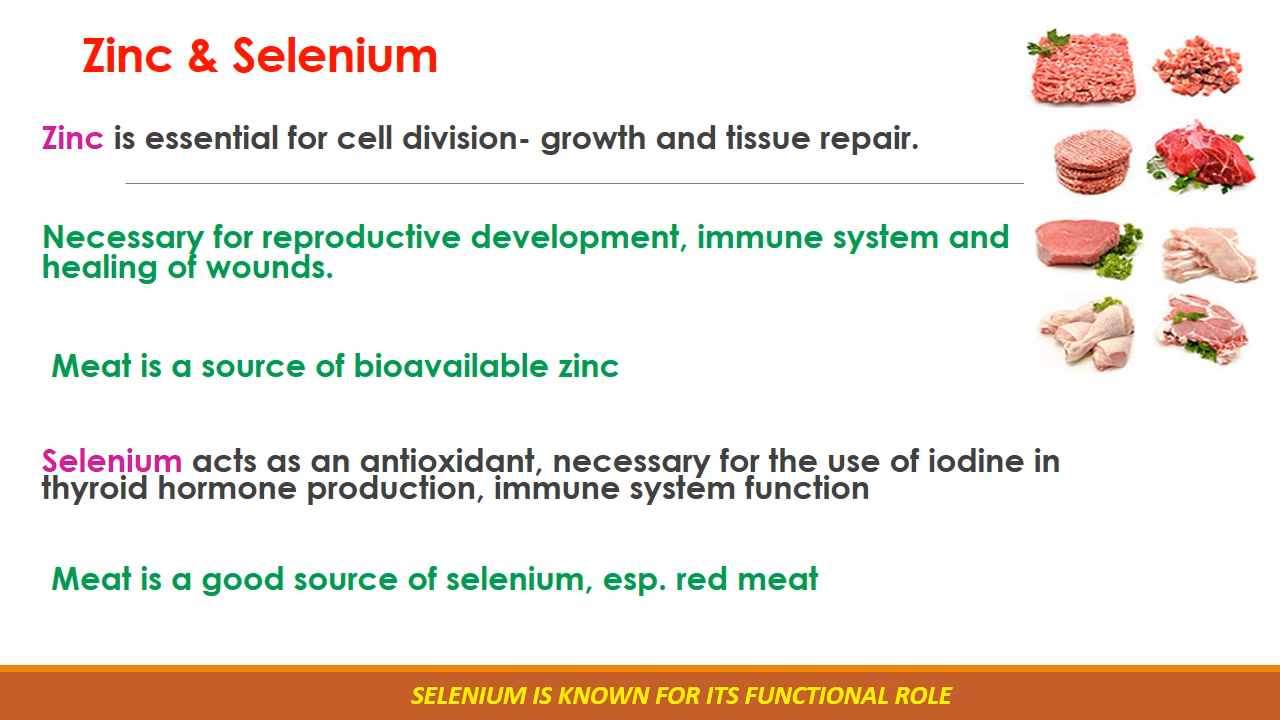 Zinc & Selenium
Zinc is essential for cell division- growth and tissue repair.
Necessary for reproductive development, immune system and
healing of wounds.
Meat is a source of bioavailable zinc
Selenium acts as an antioxidant, necessary for the use of iodine in
thyroid hormone production, immune system function
Meat is a good source of selenium, esp. red meat
SELENIUM IS KNOWN FOR ITS FUNCTIONAL ROLE